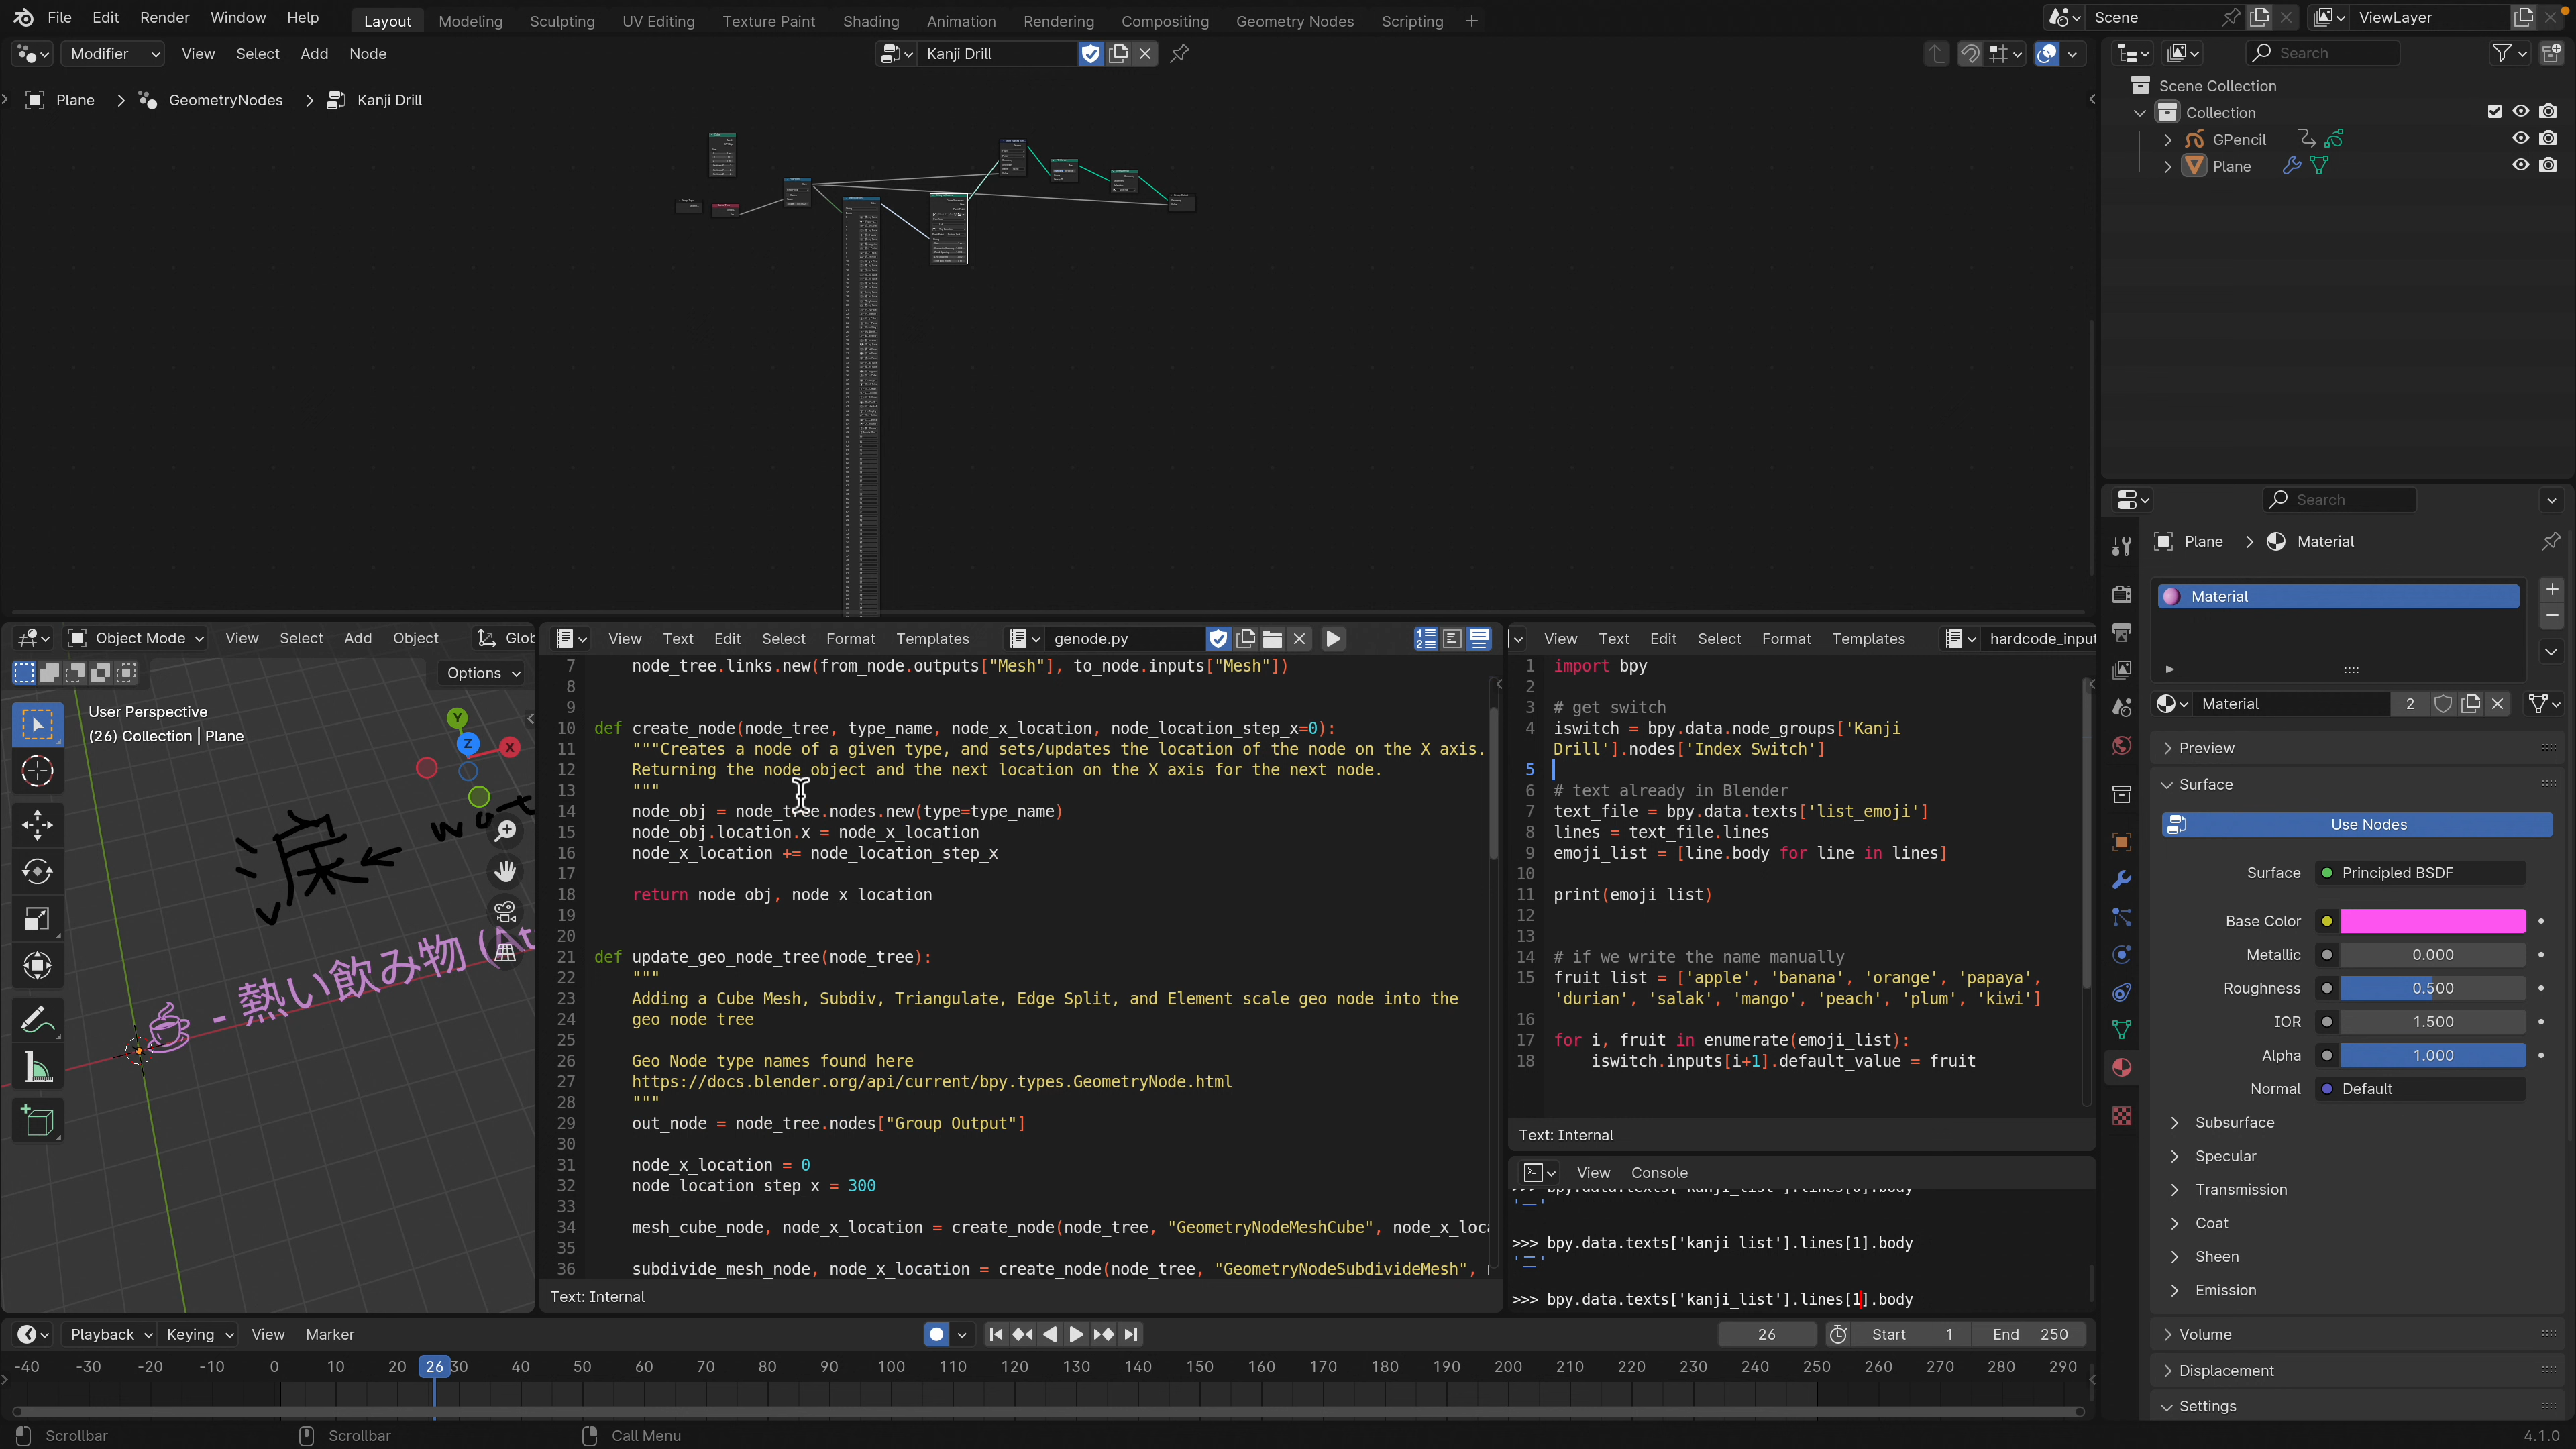 File Edit Render Window Help Layout Modeling Sculpting UV Editing Texture Paint Shading Animation Rendering Compositing Geometry Nodes Scripting + Scene ViewLayer
Modifier View Select Add Node Kanji Drill Search
Plane > GeometryNodes > Kanji Drill
Scene Collection
Collection
GPencil
Plane
Search
Plane > Material
Material
Material 2
Preview
Surface
Use Nodes
Surface Principled BSDF
Base Color
Metallic 0.000
Roughness 0.500
IOR 1.500
Alpha 1.000
Normal Default
Subsurface
Specular
Transmission
Coat
Sheen
Emission
Volume
Displacement
Settings
Object Mode View Select Add Object Glob
Options
User Perspective
(26) Collection | Plane
Y
Z
X
- 熱い飲み物 (At
View Text Edit Select Format Templates genode.py
7 node_tree.links.new(from_node.outputs["Mesh"], to_node.inputs["Mesh"])
8
9
10 def create_node(node_tree, type_name, node_x_location, node_location_step_x=0):
11 """Creates a node of a given type, and sets/updates the location of the node on the X axis.
12 Returning the node object and the next location on the X axis for the next node.
13 """
14 node_obj = node_tree.nodes.new(type=type_name)
15 node_obj.location.x = node_x_location
16 node_x_location += node_location_step_x
17
18 return node_obj, node_x_location
19
20
21 def update_geo_node_tree(node_tree):
22 """
23 Adding a Cube Mesh, Subdiv, Triangulate, Edge Split, and Element scale geo node into the
24 geo node tree
25
26 Geo Node type names found here
27 https://docs.blender.org/api/current/bpy.types.GeometryNode.html
28 """
29 out_node = node_tree.nodes["Group Output"]
30
31 node_x_location = 0
32 node_location_step_x = 300
33
34 mesh_cube_node, node_x_location = create_node(node_tree, "GeometryNodeMeshCube", node_x_loc
35
36 subdivide_mesh_node, node_x_location = create_node(node_tree, "GeometryNodeSubdivideMesh",
Text: Internal
View Text Edit Select Format Templates hardcode_input
1 import bpy
2
3 # get switch
4 iswitch = bpy.data.node_groups['Kanji
Drill'].nodes['Index Switch']
5
6 # text already in Blender
7 text_file = bpy.data.texts['list_emoji']
8 lines = text_file.lines
9 emoji_list = [line.body for line in lines]
10
11 print(emoji_list)
12
13
14 # if we write the name manually
15 fruit_list = ['apple', 'banana', 'orange', 'papaya',
'durian', 'salak', 'mango', 'peach', 'plum', 'kiwi']
16
17 for i, fruit in enumerate(emoji_list):
18 iswitch.inputs[i+1].default_value = fruit
Text: Internal
View Console
>>> bpy.data.texts['kanji_list'].lines[0].body
'一'
>>> bpy.data.texts['kanji_list'].lines[1].body
'二'
>>> bpy.data.texts['kanji_list'].lines[1].body
Playback Keying View Marker 26 Start 1 End 250
-40 -30 -20 -10 0 10 20 26 30 40 50 60 70 80 90 100 110 120 130 140 150 160 170 180 190 200 210 220 230 240 250 260 270 280 290
Scrollbar Scrollbar Call Menu 4.1.0